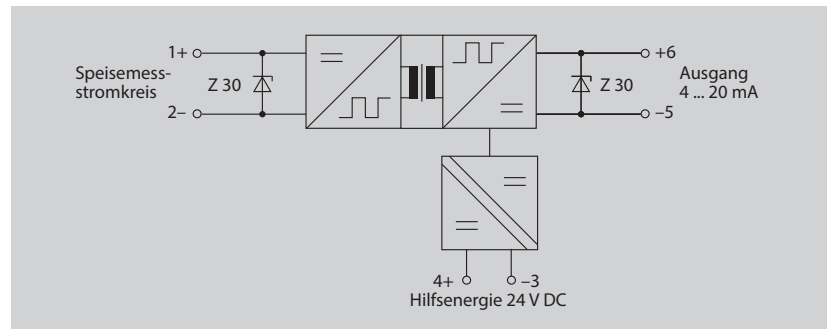 1+
Speisemess-
stromkreis
Z 30
2–
+6
Ausgang
4 ... 20 mA
Z 30
–5
4+ –3
Hilfsenergie 24 V DC